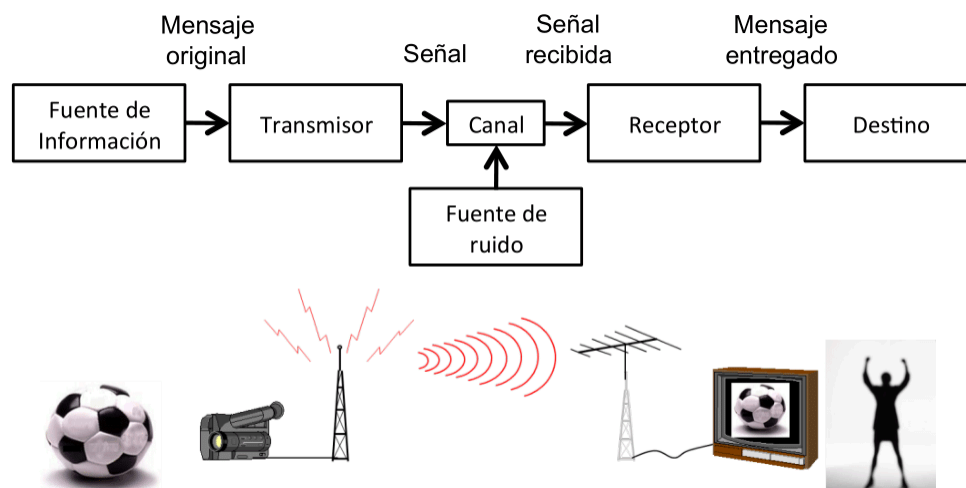 Mensaje
original
Señal
Señal
recibida
Mensaje
entregado
Fuente de
Información
Transmisor
Canal
Receptor
Destino
Fuente de
ruido